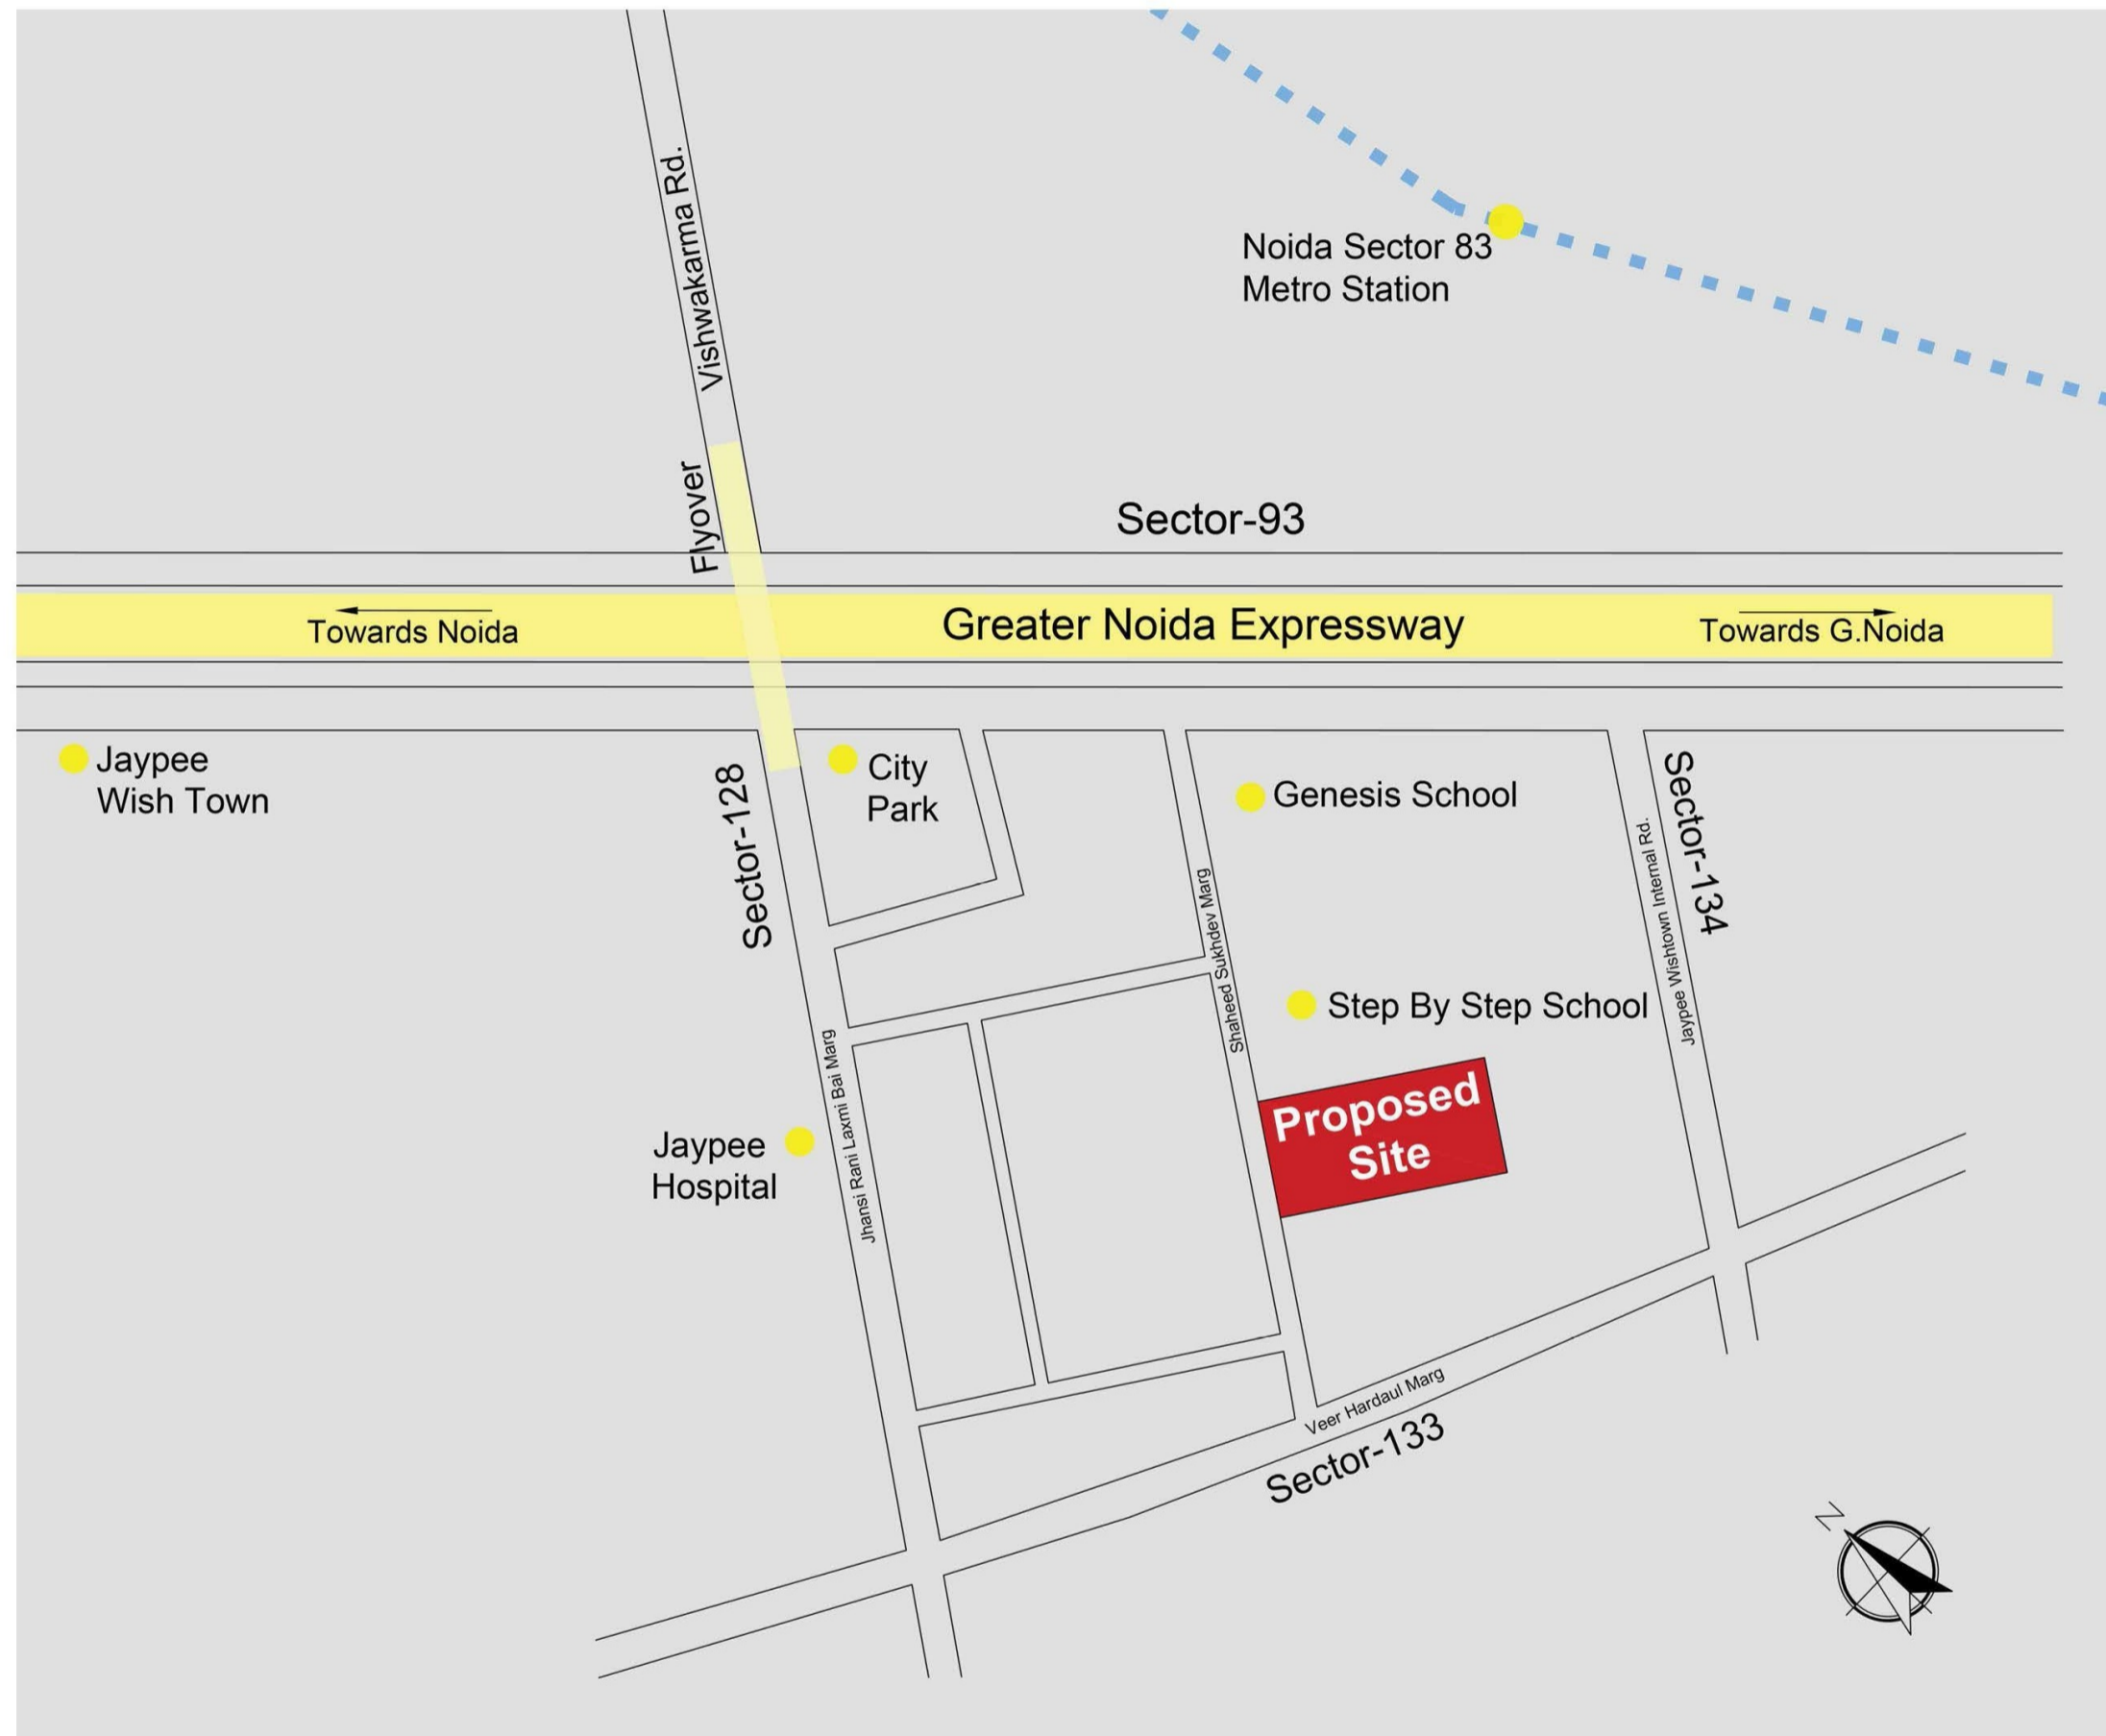 Vishwakarma Rd.
Noida Sector 83
Metro Station
Flyover
Sector-93
Towards Noida
Greater Noida Expressway
Towards G.Noida
Jaypee
Wish Town
Sector-128
City
Park
Genesis School
Sector-134
Jaypee Wishtown Internal Rd.
Shaheed Sukhdev Marg
Step By Step School
Jhansi Rani Laxmi Bai Marg
Proposed
Site
Jaypee
Hospital
Veer Hardaul Marg
Sector-133
N